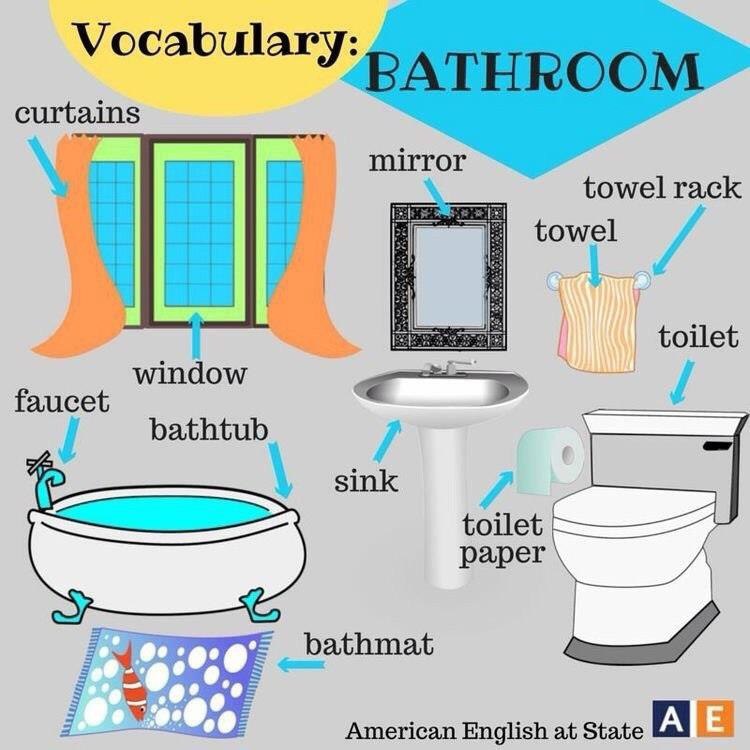 Vocabulary:
BATHROOM
curtains
mirror
towel rack
towel
toilet
window
faucet
bathtub
sink
toilet
paper
bathmat
American English at State AE